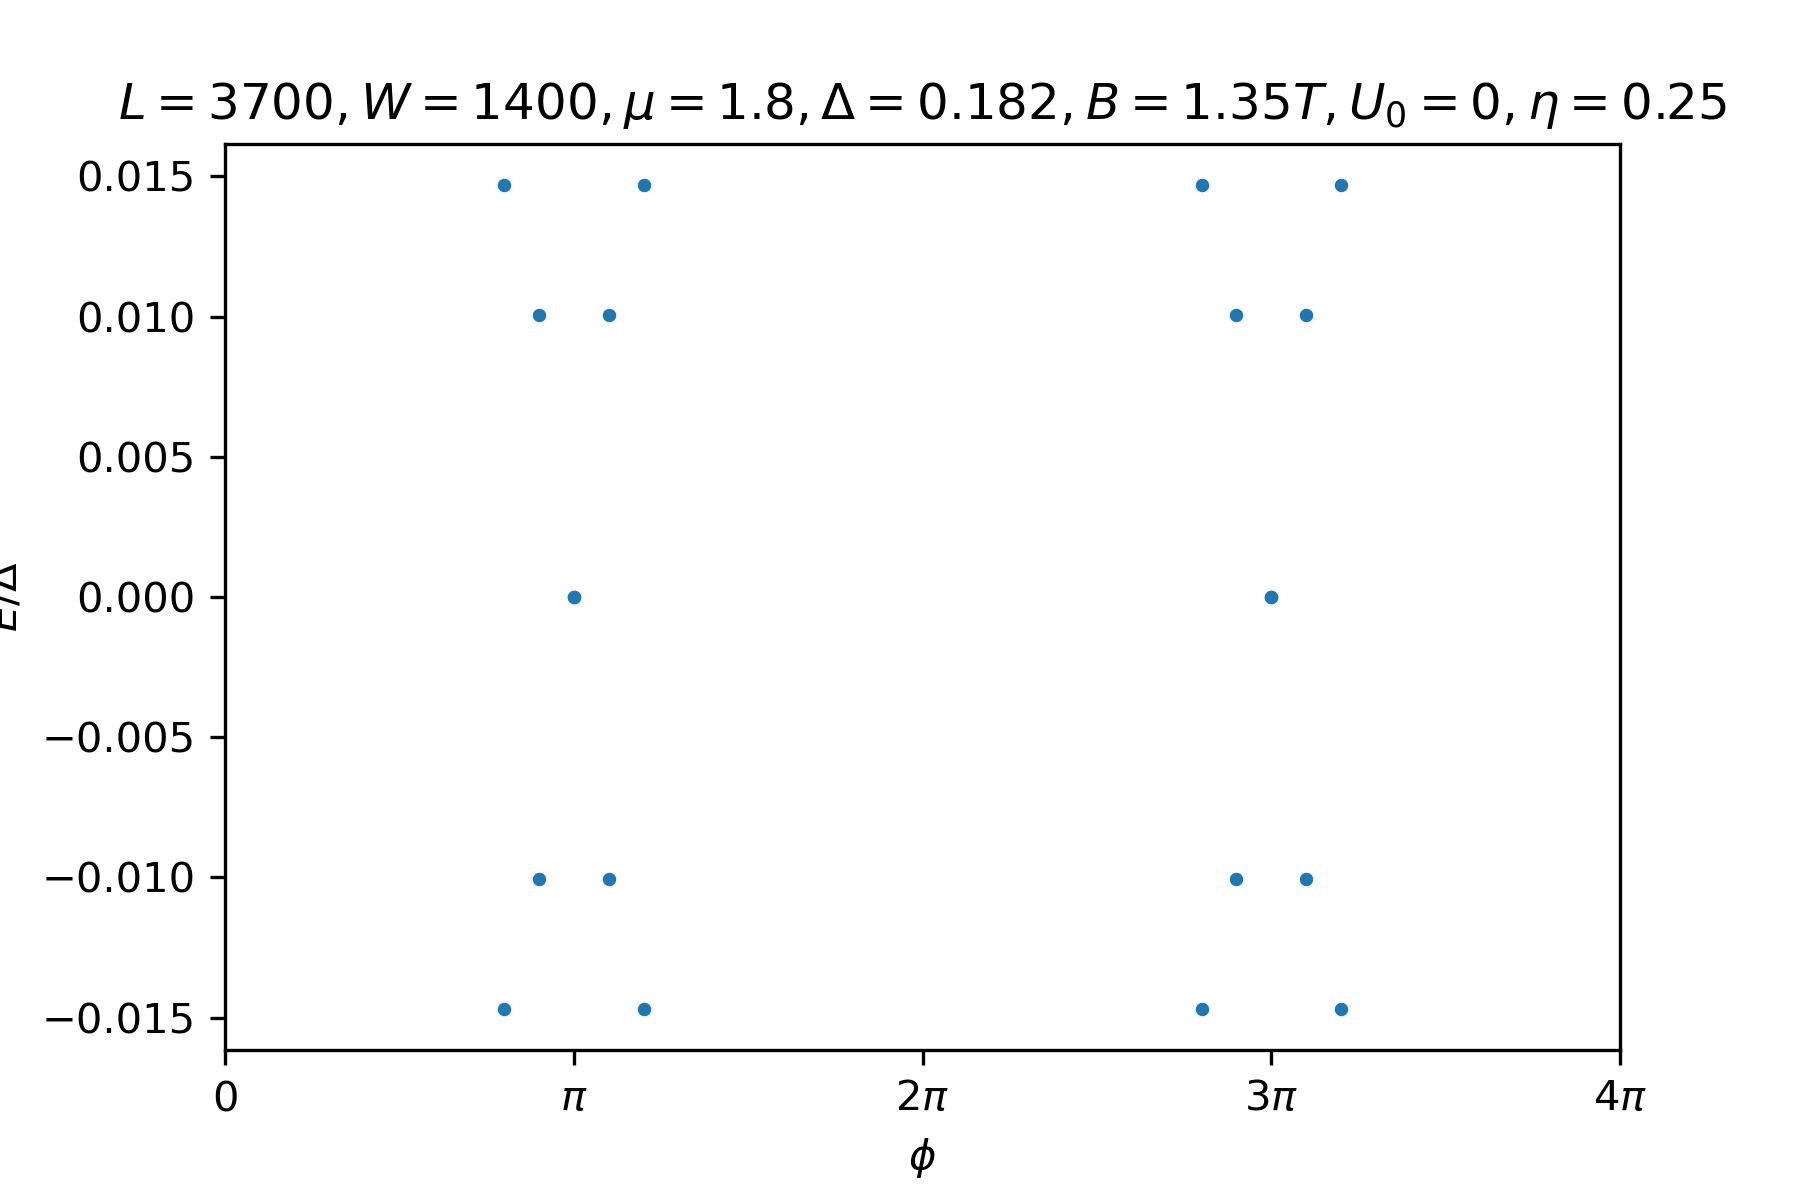 L = 3700, W = 1400, μ = 1.8, Δ = 0.182, B = 1.35T, U₀ = 0, η = 0.25
0.015
0.010
0.005
0.000
−0.005
−0.010
−0.015
E/Δ
0 π 2π 3π 4π
ϕ